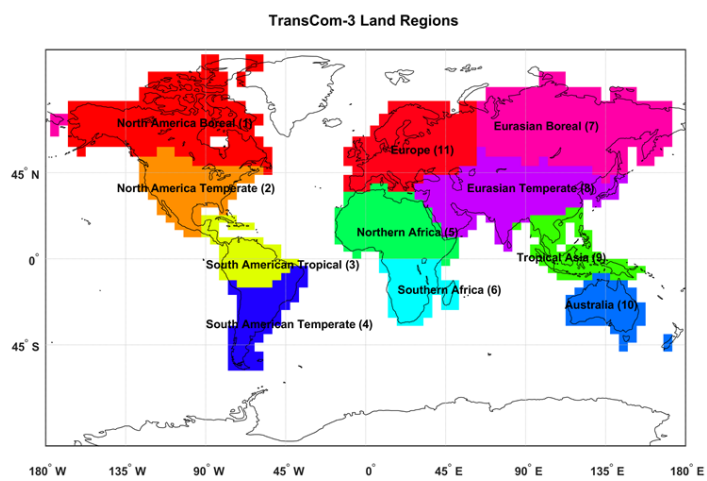 TransCom-3 Land Regions
North America Boreal (1)
Eurasian Boreal (7)
Europe (11)
45° N
North America Temperate (2)
Eurasian Temperate (8)
Northern Africa (5)
0°
South American Tropical (3)
Tropical Asia (9)
Southern Africa (6)
Australia (10)
South American Temperate (4)
45° S
180° W 135° W 90° W 45° W 0° 45° E 90° E 135° E 180° E